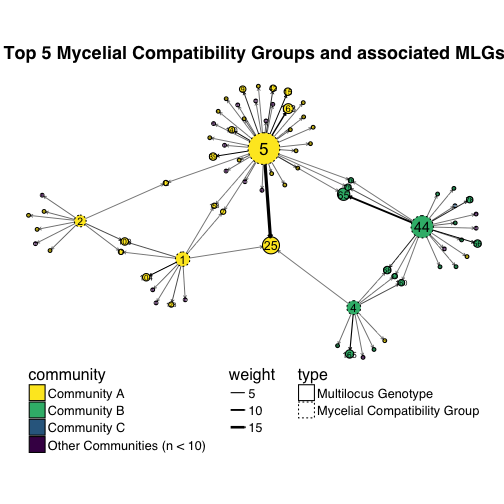 Top 5 Mycelial Compatibility Groups and associated MLGs
5
44
2
25
1
4
community
Community A
Community B
Community C
Other Communities (n < 10)
weight
5
10
15
type
Multilocus Genotype
Mycelial Compatibility Group